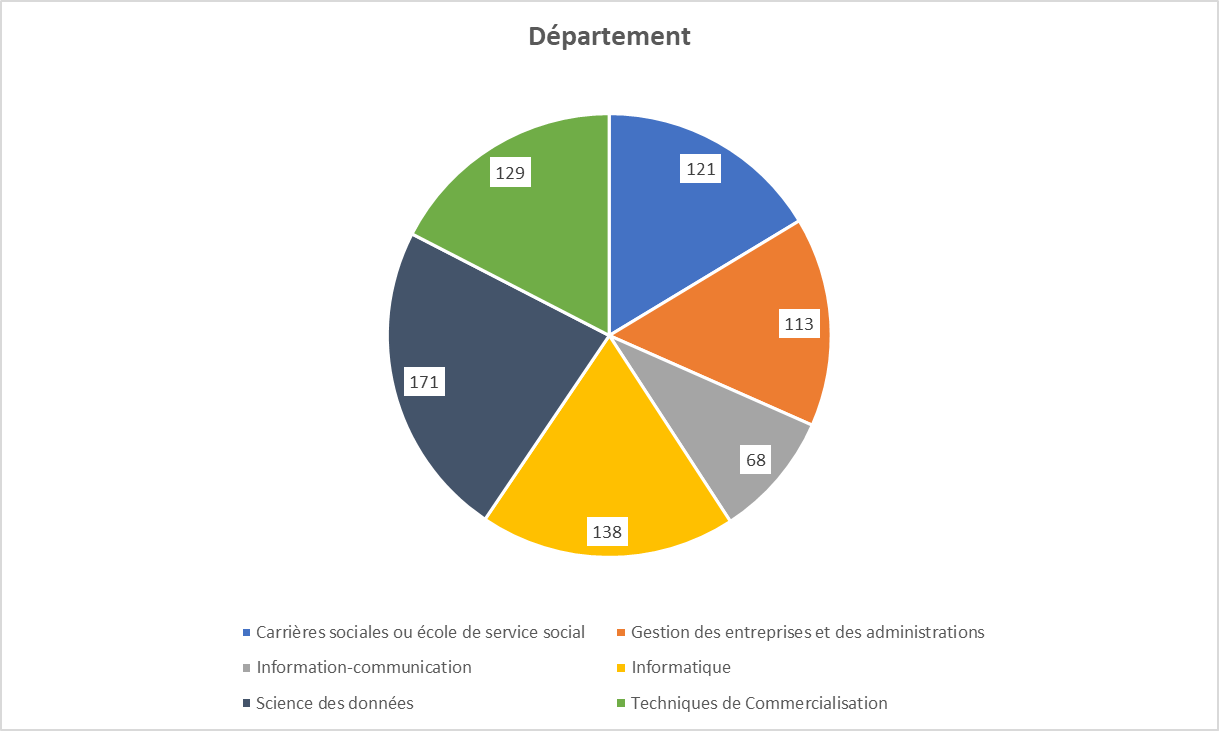 Département
129
121
113
171
68
138
Carrières sociales ou école de service social
Gestion des entreprises et des administrations
Information-communication
Informatique
Science des données
Techniques de Commercialisation